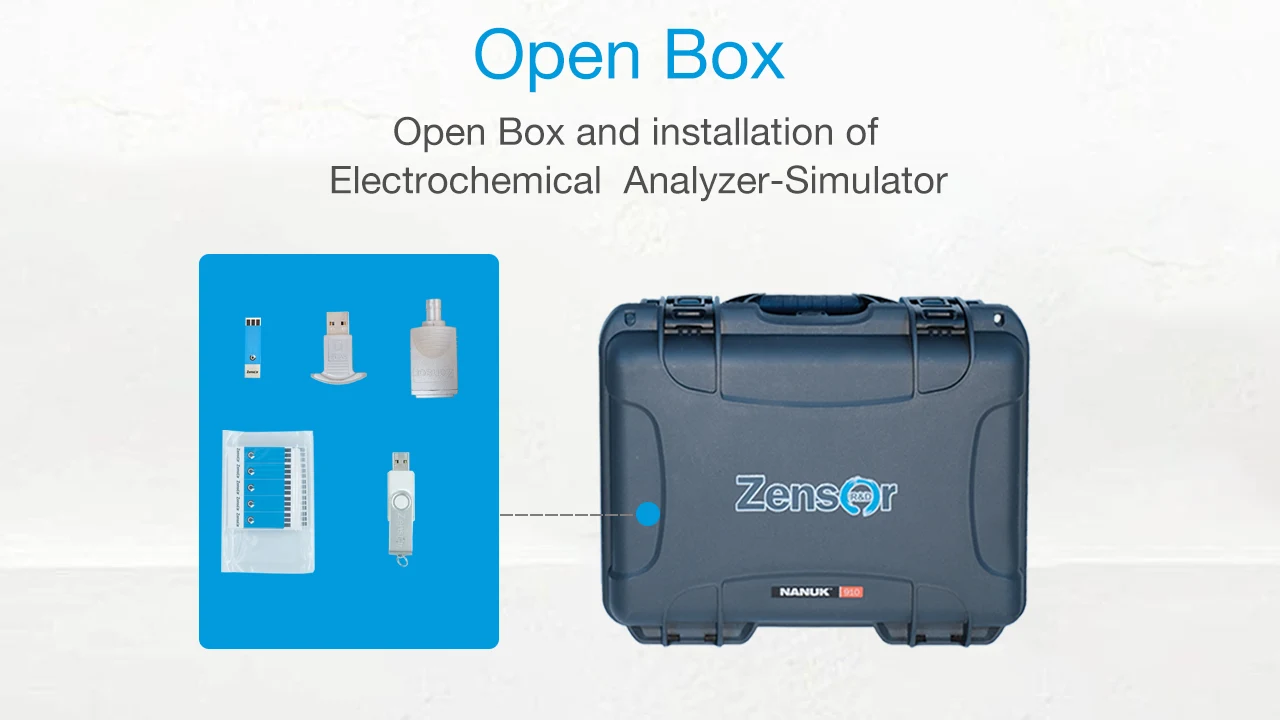 Open Box
Open Box and installation of
Electrochemical Analyzer-Simulator
Zensor
R&D
NANUK 910